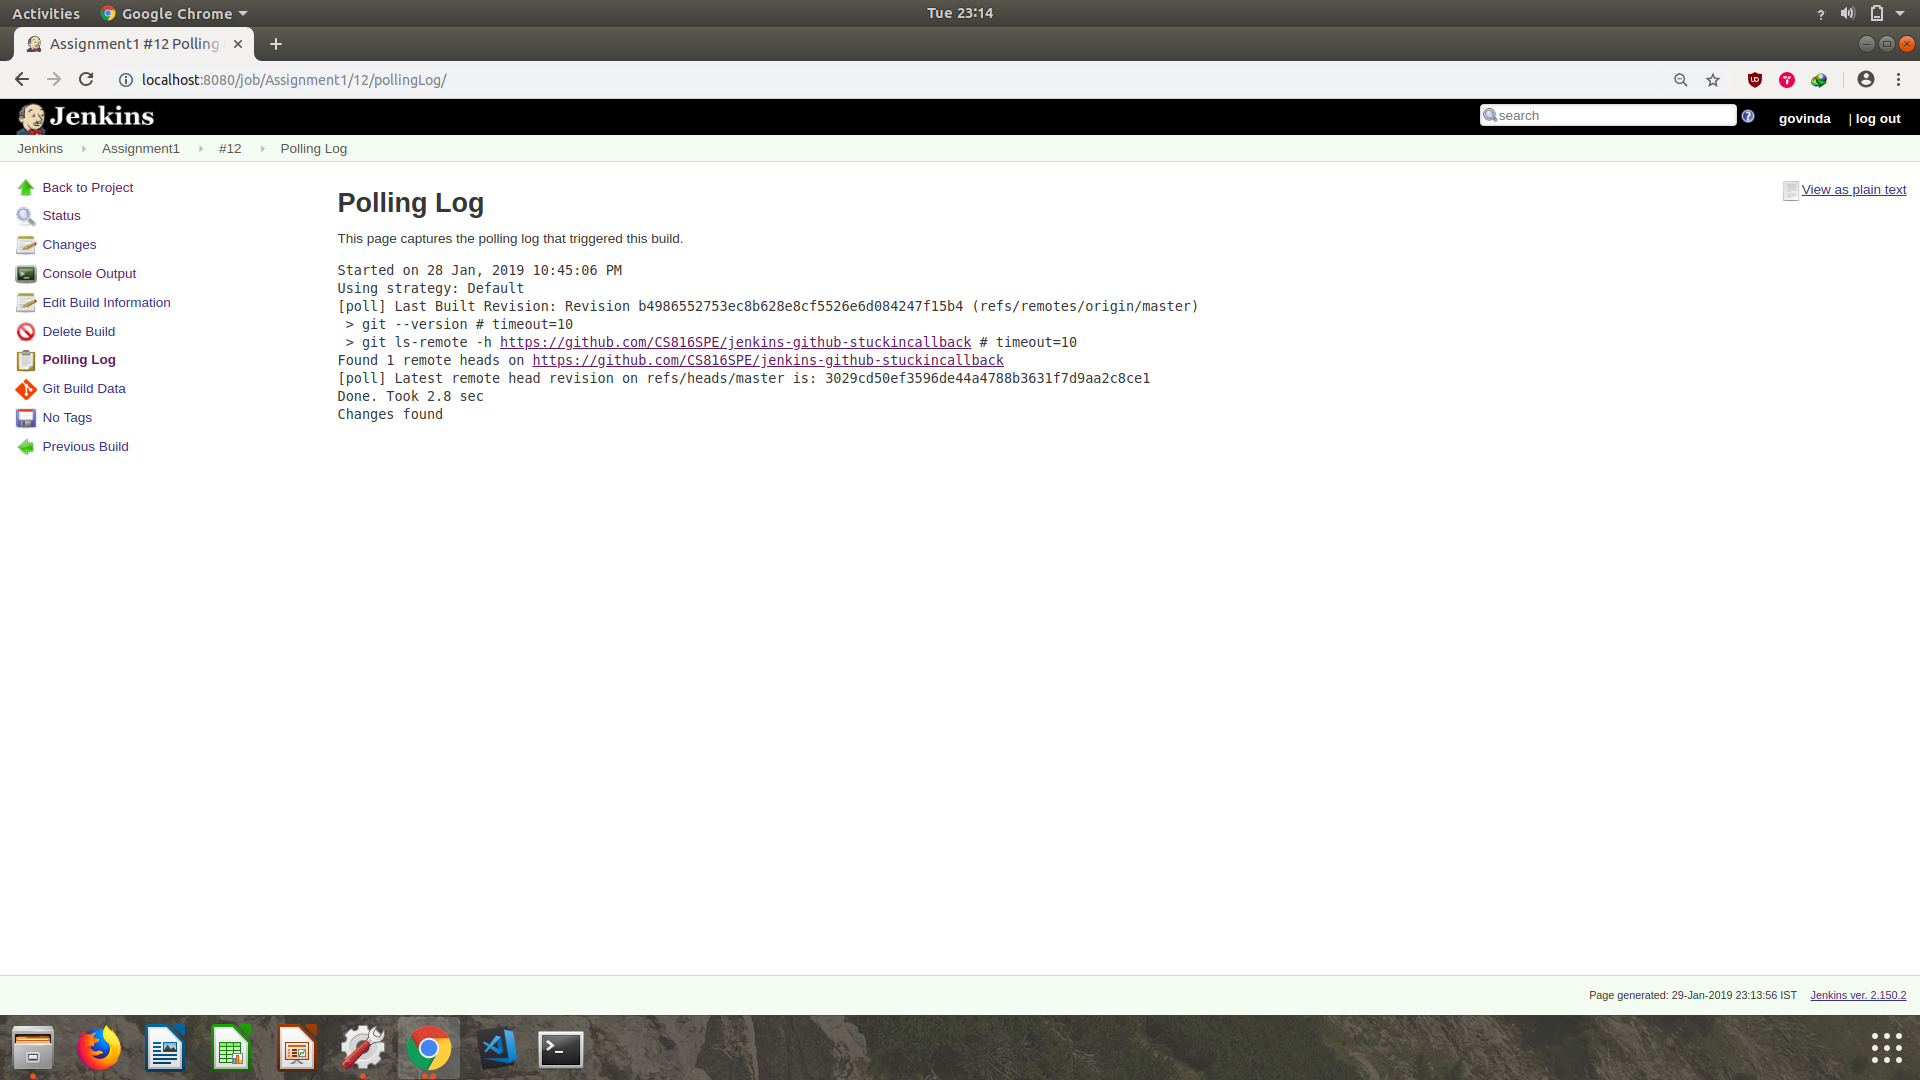 Activities Google Chrome Tue 23:14
Assignment1 #12 Polling
localhost:8080/job/Assignment1/12/pollingLog/
Jenkins search govinda | log out
Jenkins Assignment1 #12 Polling Log
Back to Project
Status
Changes
Console Output
Edit Build Information
Delete Build
Polling Log
Git Build Data
No Tags
Previous Build
Polling Log
View as plain text
This page captures the polling log that triggered this build.
Started on 28 Jan, 2019 10:45:06 PM
Using strategy: Default
[poll] Last Built Revision: Revision b4986552753ec8b628e8cf5526e6d084247f15b4 (refs/remotes/origin/master)
> git --version # timeout=10
> git ls-remote -h https://github.com/CS816SPE/jenkins-github-stuckincallback # timeout=10
Found 1 remote heads on https://github.com/CS816SPE/jenkins-github-stuckincallback
[poll] Latest remote head revision on refs/heads/master is: 3029cd50ef3596de44a4788b3631f7d9aa2c8ce1
Done. Took 2.8 sec
Changes found
Page generated: 29-Jan-2019 23:13:56 IST Jenkins ver. 2.150.2